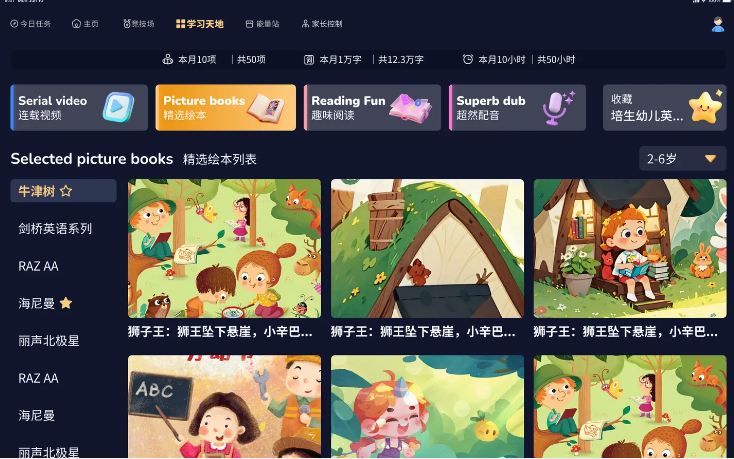 今日任务
主页
竞技场
学习天地
能量站
家长控制
本月10项 | 共50项
本月1万字 | 共12.3万字
本月10小时 | 共50小时
Serial video
连载视频
Picture books
精选绘本
Reading Fun
趣味阅读
Superb dub
超然配音
收藏
培生幼儿英...
Selected picture books 精选绘本列表
2-6岁
牛津树
剑桥英语系列
RAZ AA
海尼曼
丽声北极星
RAZ AA
海尼曼
丽声北极星
狮子王：狮王坠下悬崖，小辛巴...
狮子王：狮王坠下悬崖，小辛巴...
狮子王：狮王坠下悬崖，小辛巴...
ABC